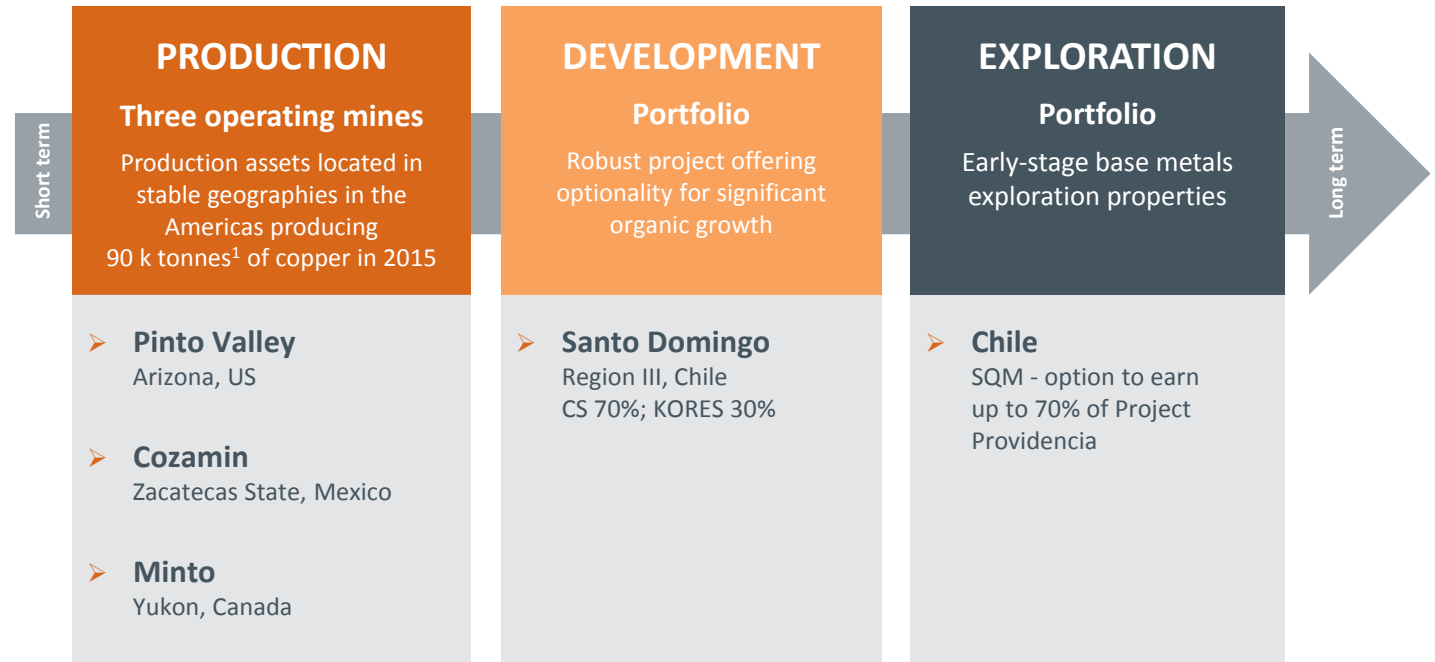 Short term
PRODUCTION
Three operating mines
Production assets located in
stable geographies in the
Americas producing
90 k tonnes¹ of copper in 2015
➢ Pinto Valley
Arizona, US
➢ Cozamin
Zacatecas State, Mexico
➢ Minto
Yukon, Canada
DEVELOPMENT
Portfolio
Robust project offering
optionality for significant
organic growth
➢ Santo Domingo
Region III, Chile
CS 70%; KORES 30%
EXPLORATION
Portfolio
Early-stage base metals
exploration properties
➢ Chile
SQM - option to earn
up to 70% of Project
Providencia
Long term